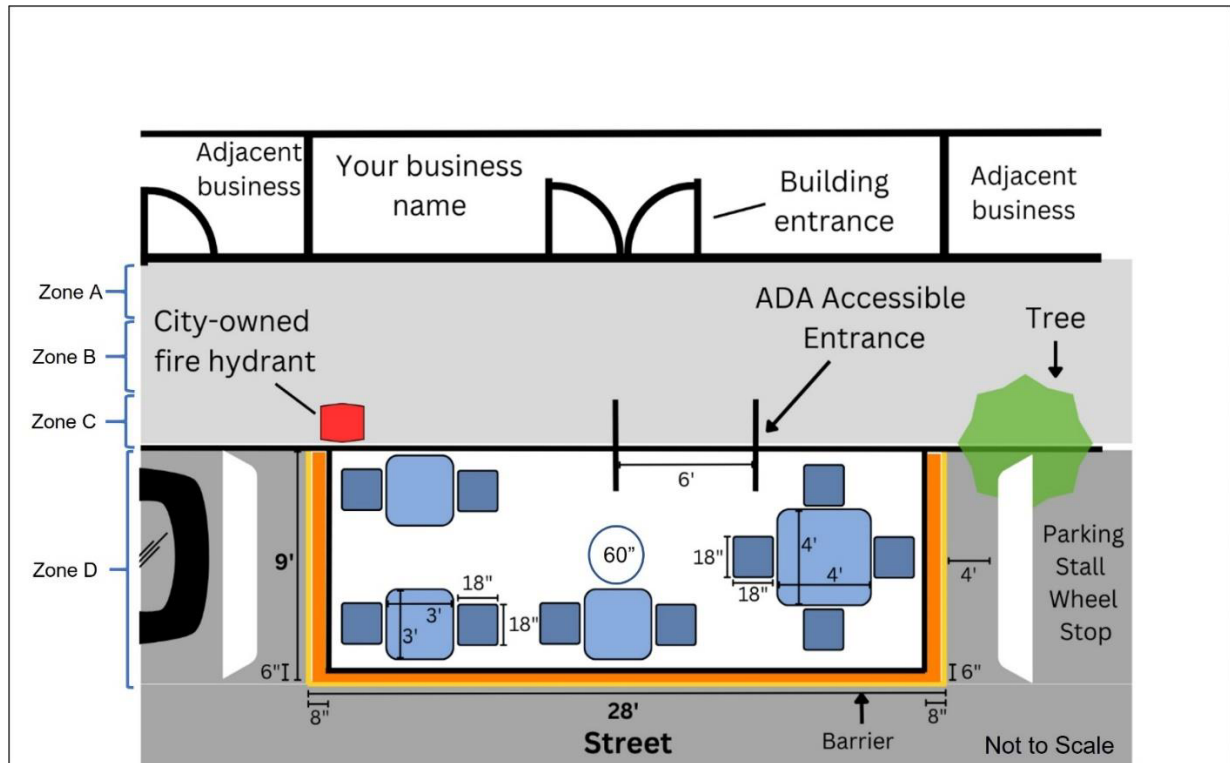 Adjacent
business
Your business
name
Building
entrance
Adjacent
business
Zone A
City-owned
fire hydrant
ADA Accessible
Entrance
Tree
Zone B
Zone C
6'
Zone D
9'
60"
18"
4'
4'
18"
4'
Parking
Stall
Wheel
Stop
18"
3'
3'
18"
6"
6"
8"
28'
8"
Street
Barrier
Not to Scale